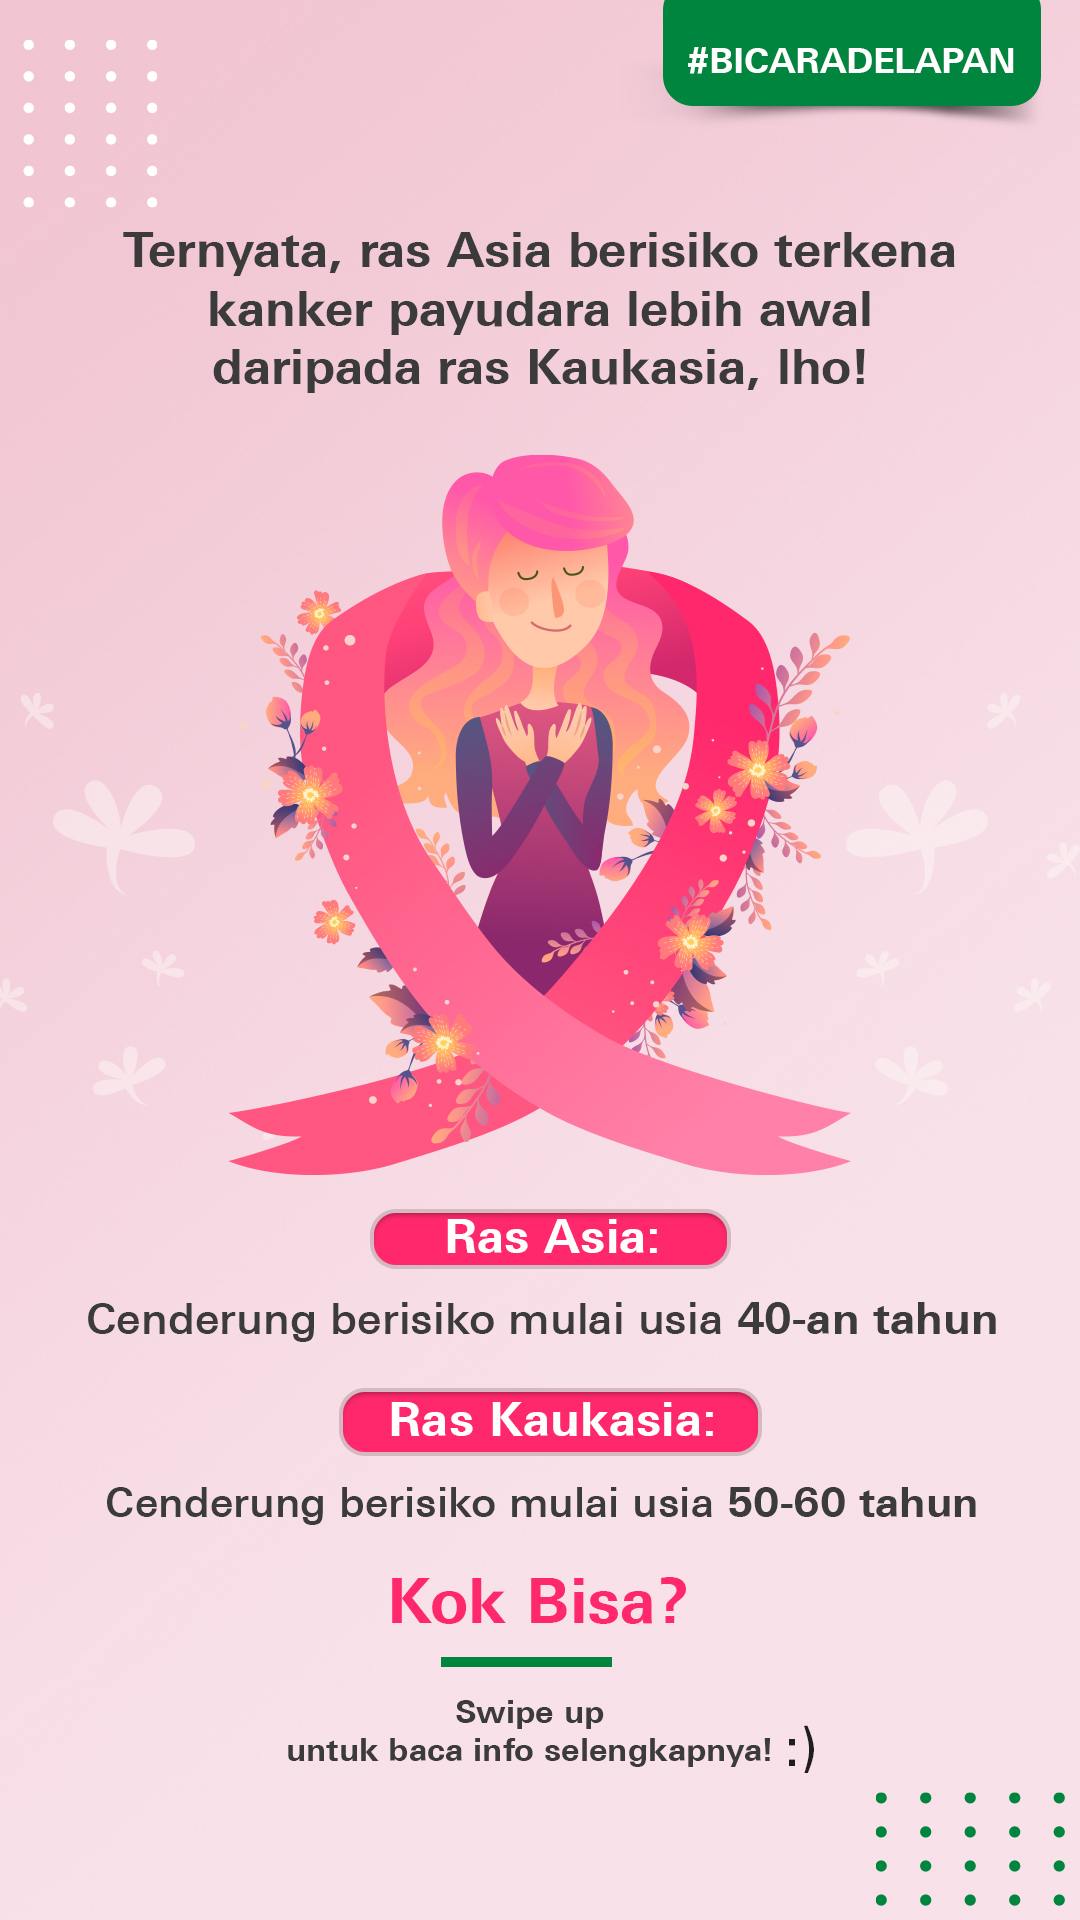 #BICARADELAPAN
Ternyata, ras Asia berisiko terkena
kanker payudara lebih awal
daripada ras Kaukasia, lho!
Ras Asia:
Cenderung berisiko mulai usia 40-an tahun
Ras Kaukasia:
Cenderung berisiko mulai usia 50-60 tahun
Kok Bisa?
Swipe up
untuk baca info selengkapnya! :)